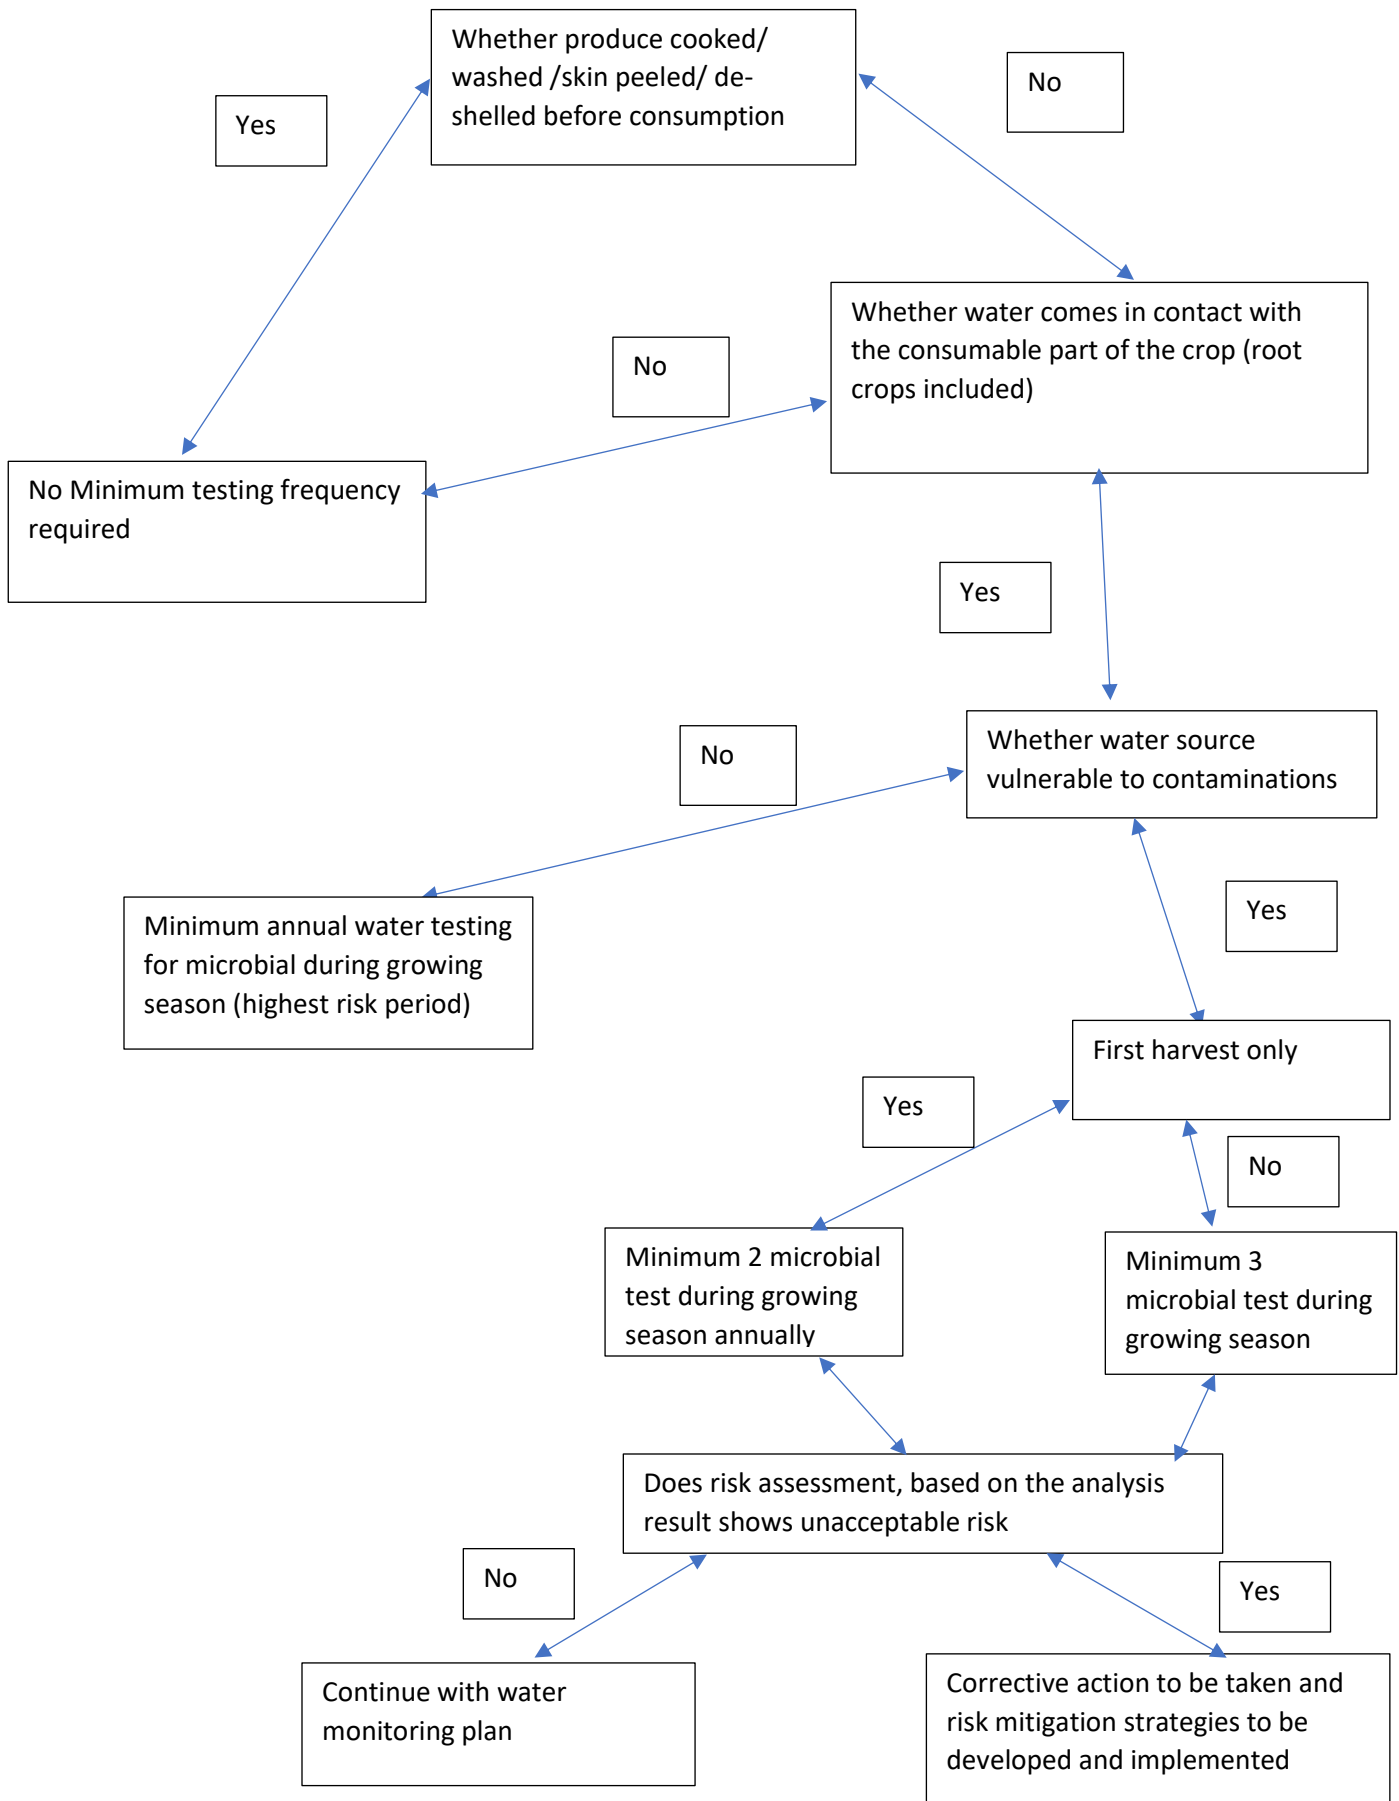 Whether produce cooked/
washed /skin peeled/ de-
shelled before consumption
No
Yes
Whether water comes in contact with
the consumable part of the crop (root
crops included)
No
No Minimum testing frequency
required
Yes
Whether water source
vulnerable to contaminations
No
Yes
Minimum annual water testing
for microbial during growing
season (highest risk period)
First harvest only
Yes
No
Minimum 2 microbial
test during growing
season annually
Minimum 3
microbial test during
growing season
Does risk assessment, based on the analysis
result shows unacceptable risk
No
Yes
Continue with water
monitoring plan
Corrective action to be taken and
risk mitigation strategies to be
developed and implemented